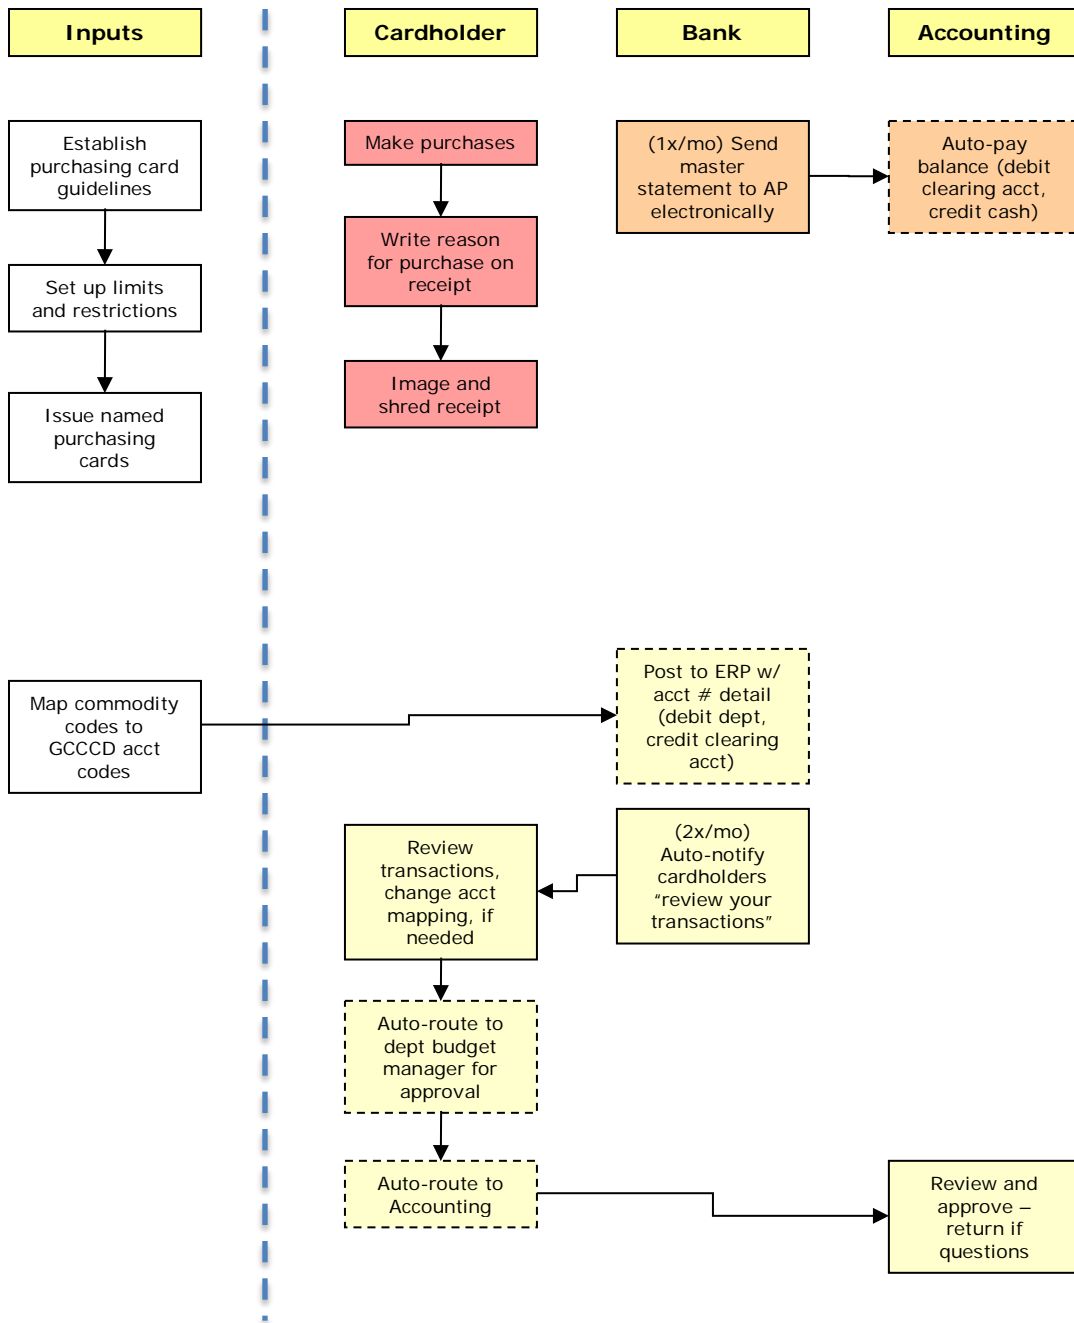 Inputs
Cardholder
Bank
Accounting
Establish
purchasing card
guidelines
Set up limits
and restrictions
Issue named
purchasing
cards
Make purchases
Write reason
for purchase on
receipt
Image and
shred receipt
(1x/mo) Send
master
statement to AP
electronically
Auto-pay
balance (debit
clearing acct,
credit cash)
Map commodity
codes to
GCCCD acct
codes
Post to ERP w/
acct # detail
(debit dept,
credit clearing
acct)
(2x/mo)
Auto-notify
cardholders
“review your
transactions”
Review
transactions,
change acct
mapping, if
needed
Auto-route to
dept budget
manager for
approval
Auto-route to
Accounting
Review and
approve –
return if
questions